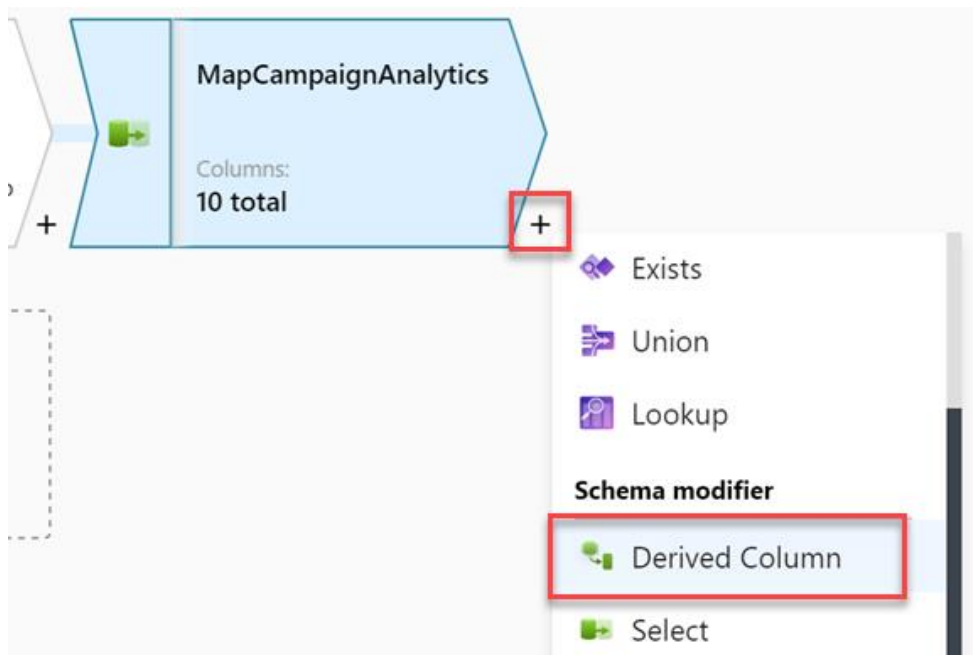 MapCampaignAnalytics
Columns:
10 total
+
+
Exists
Union
Lookup
Schema modifier
Derived Column
Select